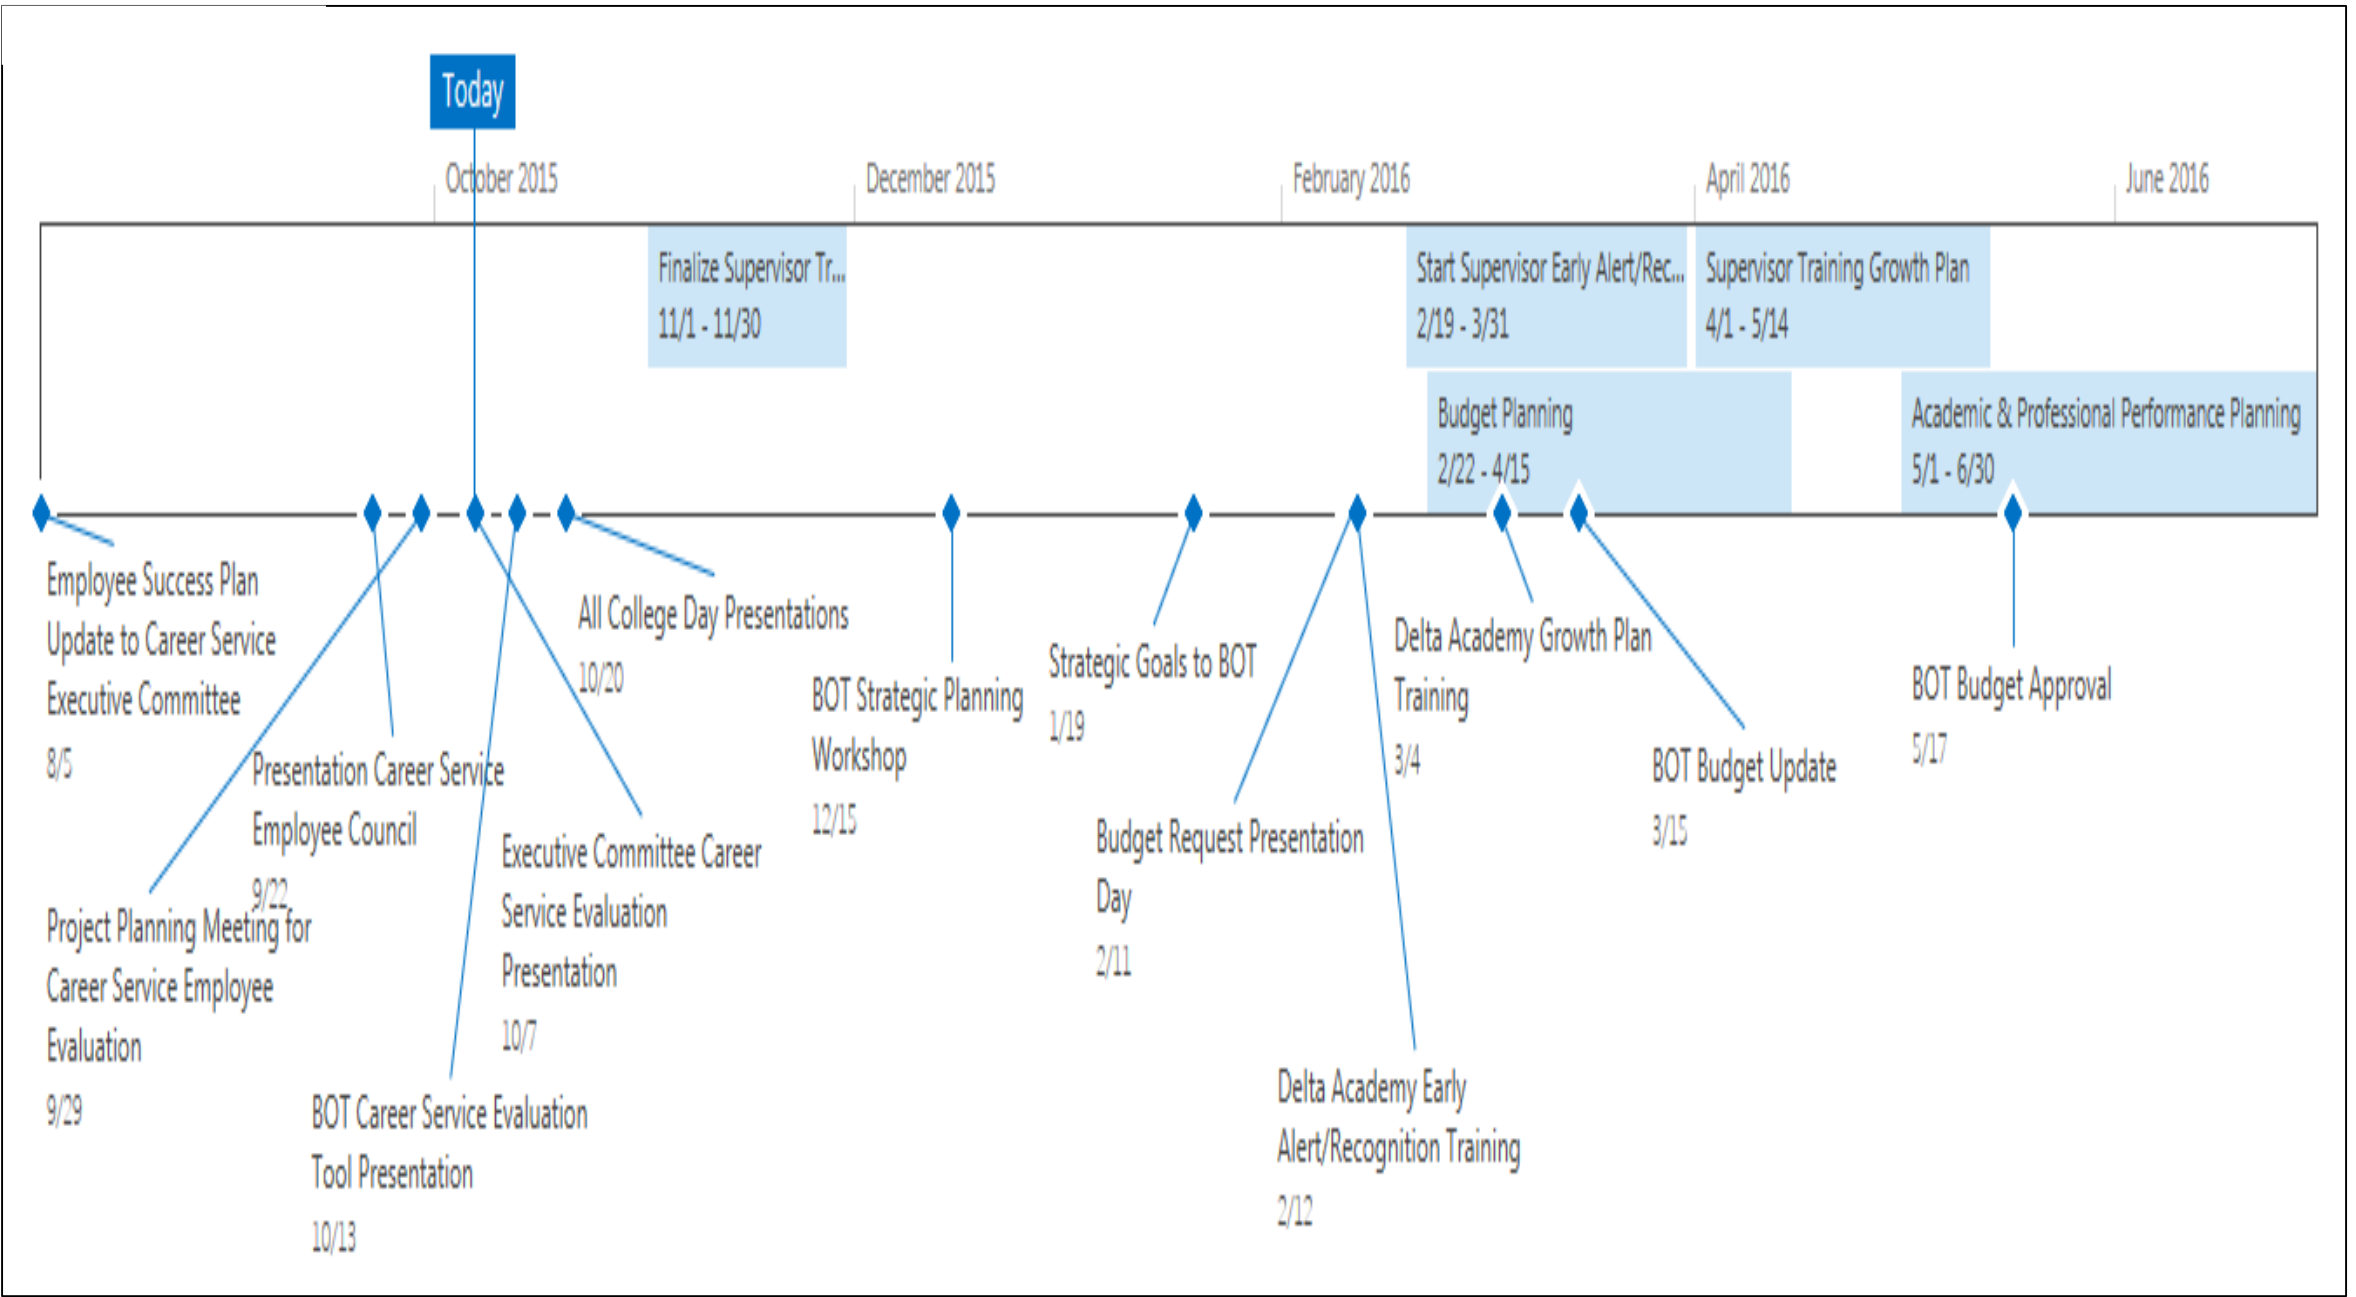 Today
October 2015
December 2015
February 2016
April 2016
June 2016
Finalize Supervisor Tr...
11/1 - 11/30
Start Supervisor Early Alert/Rec...
2/19 - 3/31
Supervisor Training Growth Plan
4/1 - 5/14
Budget Planning
2/22 - 4/15
Academic & Professional Performance Planning
5/1 - 6/30
Employee Success Plan
Update to Career Service
Executive Committee
8/5
Presentation Career Service
Employee Council
9/22
Project Planning Meeting for
Career Service Employee
Evaluation
9/29
BOT Career Service Evaluation
Tool Presentation
10/13
Executive Committee Career
Service Evaluation
Presentation
10/7
All College Day Presentations
10/20
BOT Strategic Planning
Workshop
12/15
Strategic Goals to BOT
1/19
Budget Request Presentation
Day
2/11
Delta Academy Early
Alert/Recognition Training
2/12
Delta Academy Growth Plan
Training
3/4
BOT Budget Update
3/15
BOT Budget Approval
5/17